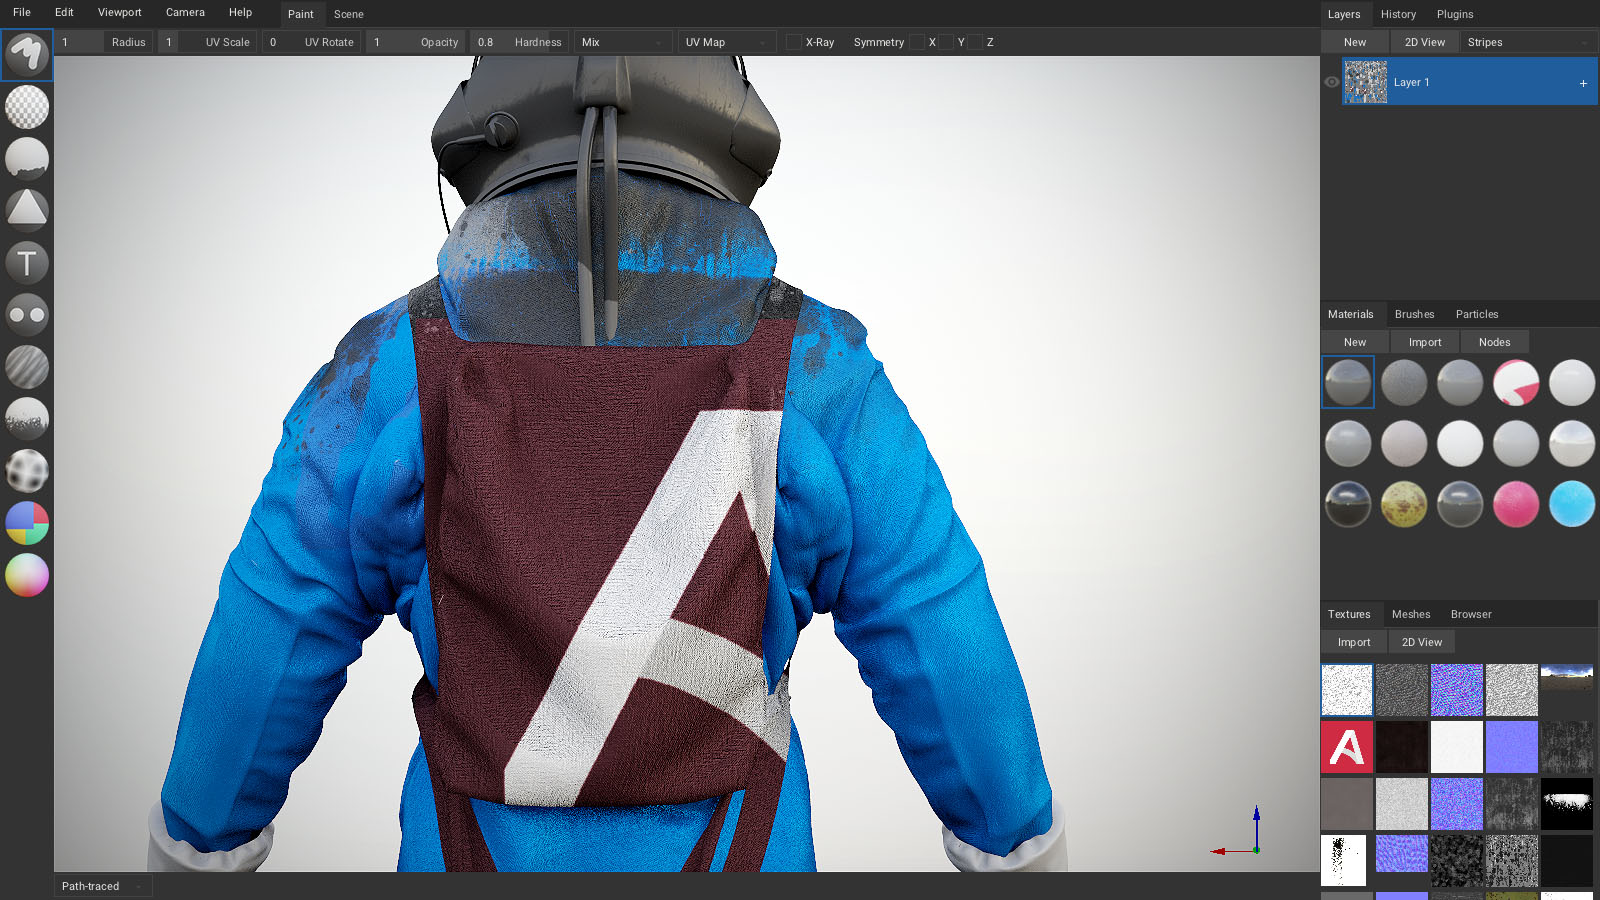 File Edit Viewport Camera Help Paint Scene
Layers History Plugins
1 Radius 1 UV Scale 0 UV Rotate 1 Opacity 0.8 Hardness Mix UV Map X-Ray Symmetry X Y Z
New 2D View Stripes
Layer 1 +
T
Materials Brushes Particles
New Import Nodes
Textures Meshes Browser
Import 2D View
A
A
Path-traced